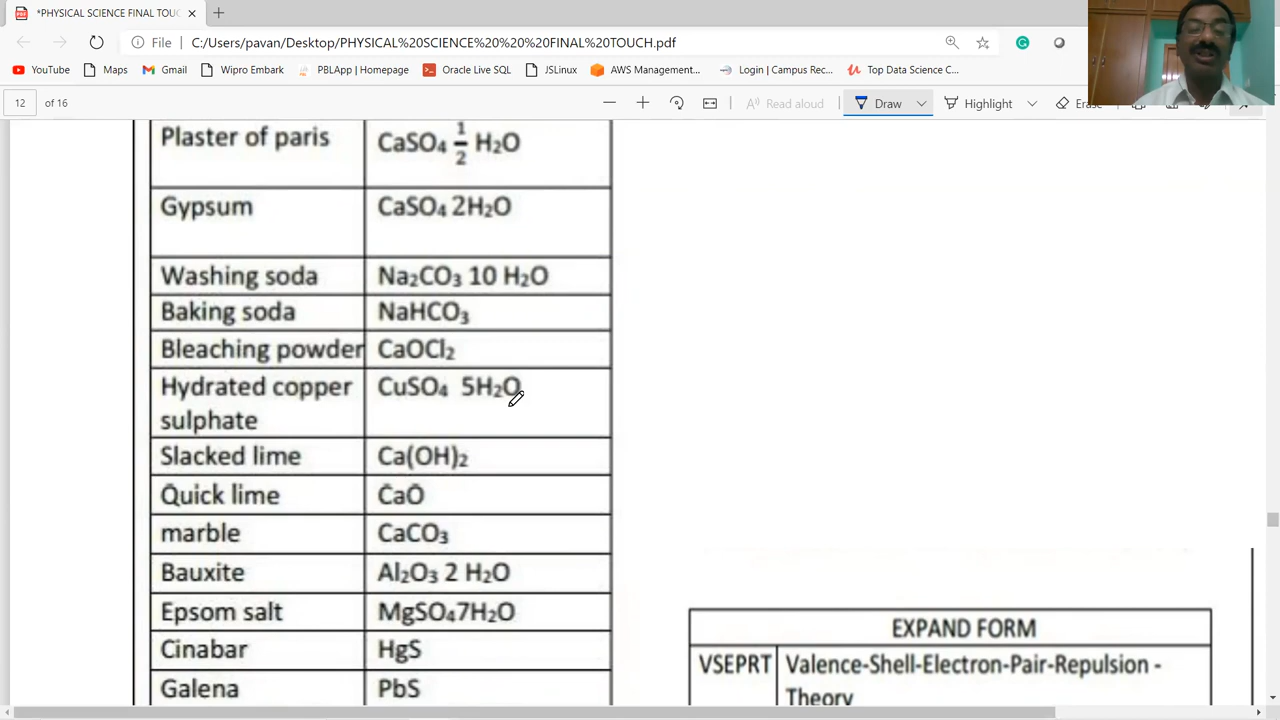 *PHYSICAL SCIENCE FINAL TOUC
File C:/Users/pavan/Desktop/PHYSICAL%20SCIENCE%20%20%20FINAL%20TOUCH.pdf
YouTube Maps Gmail Wipro Embark PBLApp | Homepage Oracle Live SQL JSLinux AWS Management... Login | Campus Rec... Top Data Science C...
12 of 16 Read aloud Draw Highlight Erase
Plaster of paris CaSO₄ ½ H₂O
Gypsum CaSO₄ 2H₂O
Washing soda Na₂CO₃ 10 H₂O
Baking soda NaHCO₃
Bleaching powder CaOCl₂
Hydrated copper CuSO₄ 5H₂O
sulphate
Slacked lime Ca(OH)₂
Quick lime CaO
marble CaCO₃
Bauxite Al₂O₃ 2 H₂O
Epsom salt MgSO₄7H₂O
Cinabar HgS
Galena PbS
EXPAND FORM
VSEPRT Valence-Shell-Electron-Pair-Repulsion -
Theory